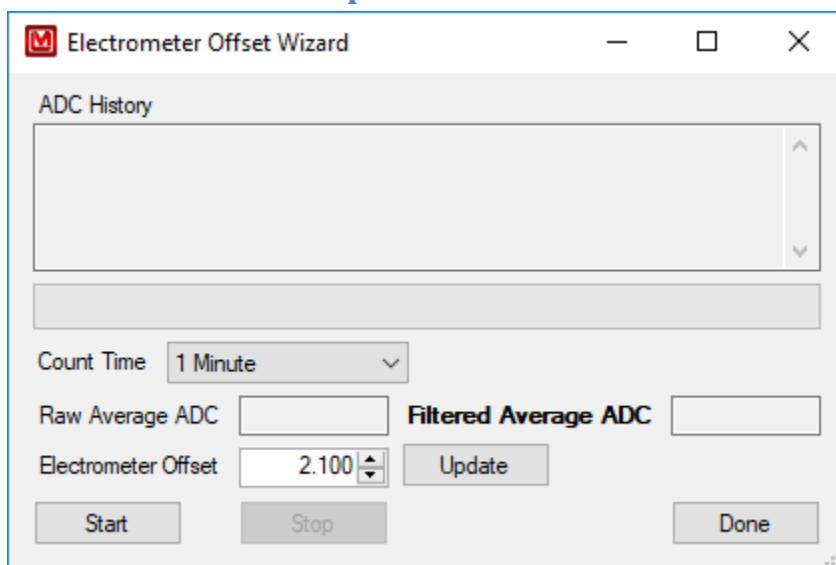 Electrometer Offset Wizard
ADC History
Count Time 1 Minute
Raw Average ADC Filtered Average ADC
Electrometer Offset 2.100 Update
Start Stop Done